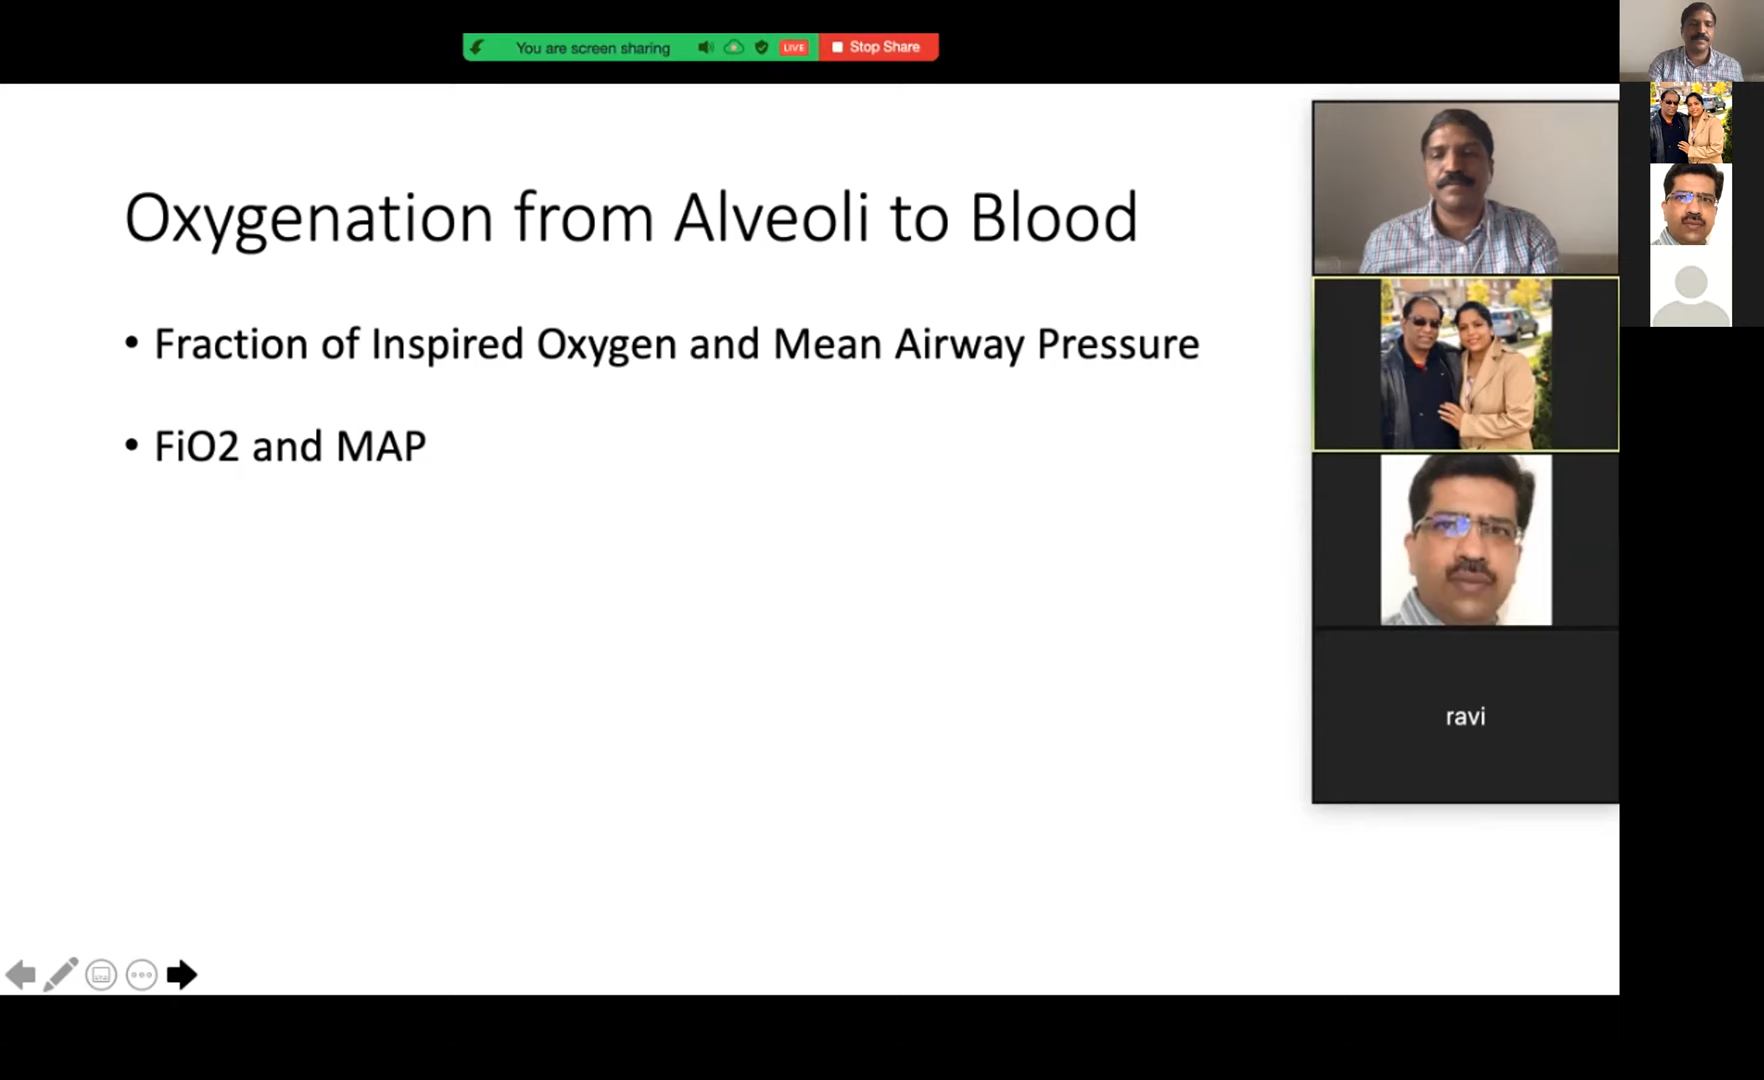 You are screen sharing LIVE Stop Share
Oxygenation from Alveoli to Blood
• Fraction of Inspired Oxygen and Mean Airway Pressure
• FiO2 and MAP
ravi